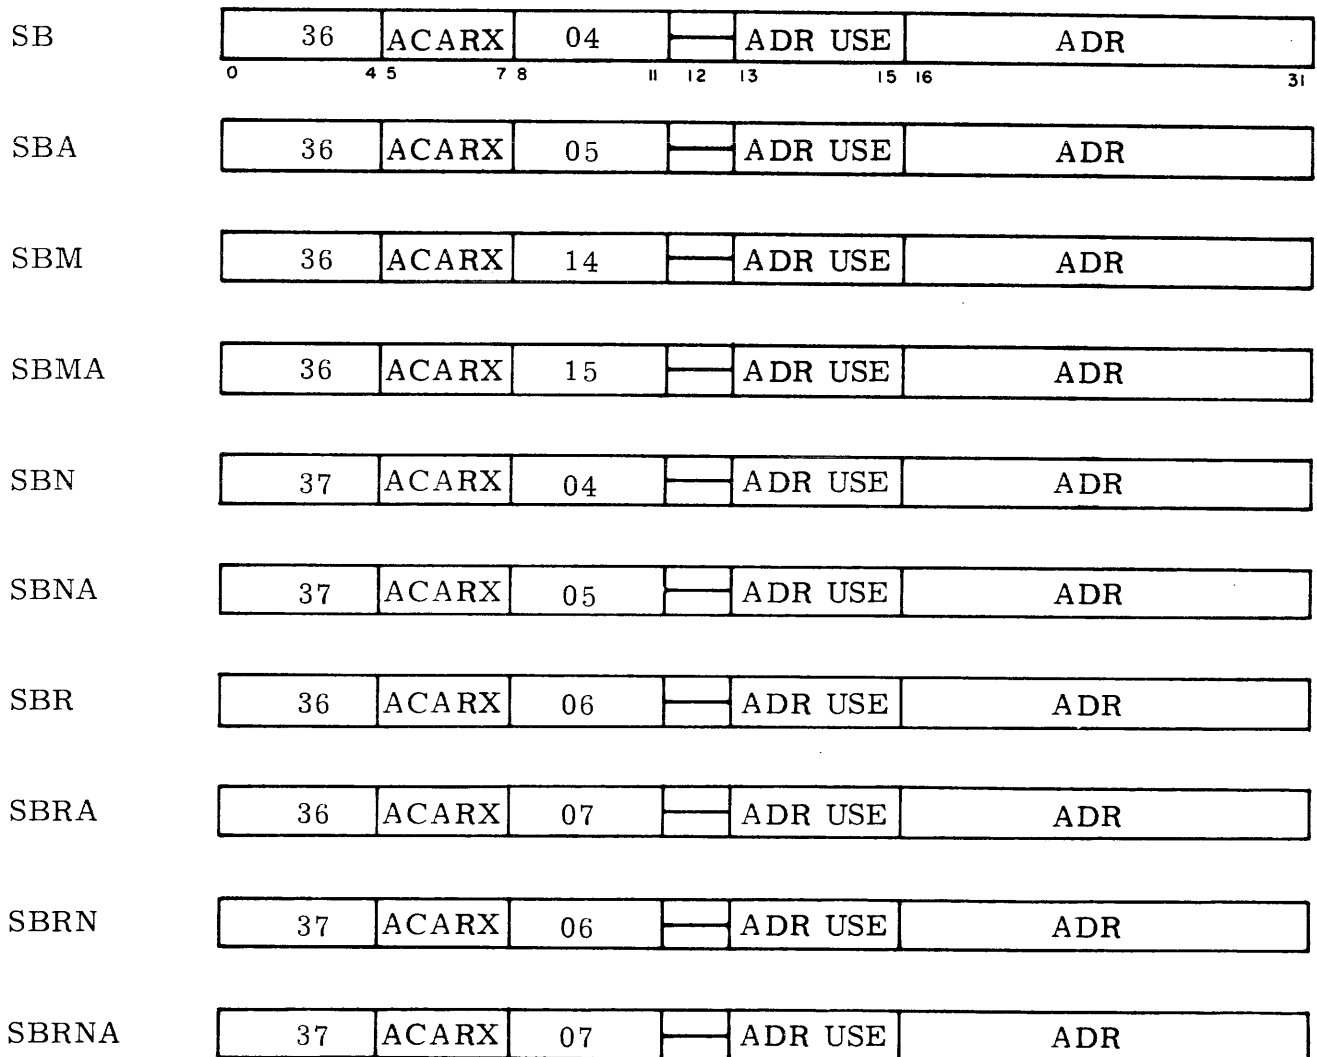 SB 36 ACARX 04 ADR USE ADR
0 4 5 7 8 11 12 13 15 16 31
SBA 36 ACARX 05 ADR USE ADR
SBM 36 ACARX 14 ADR USE ADR
SBMA 36 ACARX 15 ADR USE ADR
SBN 37 ACARX 04 ADR USE ADR
SBNA 37 ACARX 05 ADR USE ADR
SBR 36 ACARX 06 ADR USE ADR
SBRA 36 ACARX 07 ADR USE ADR
SBRN 37 ACARX 06 ADR USE ADR
SBRNA 37 ACARX 07 ADR USE ADR